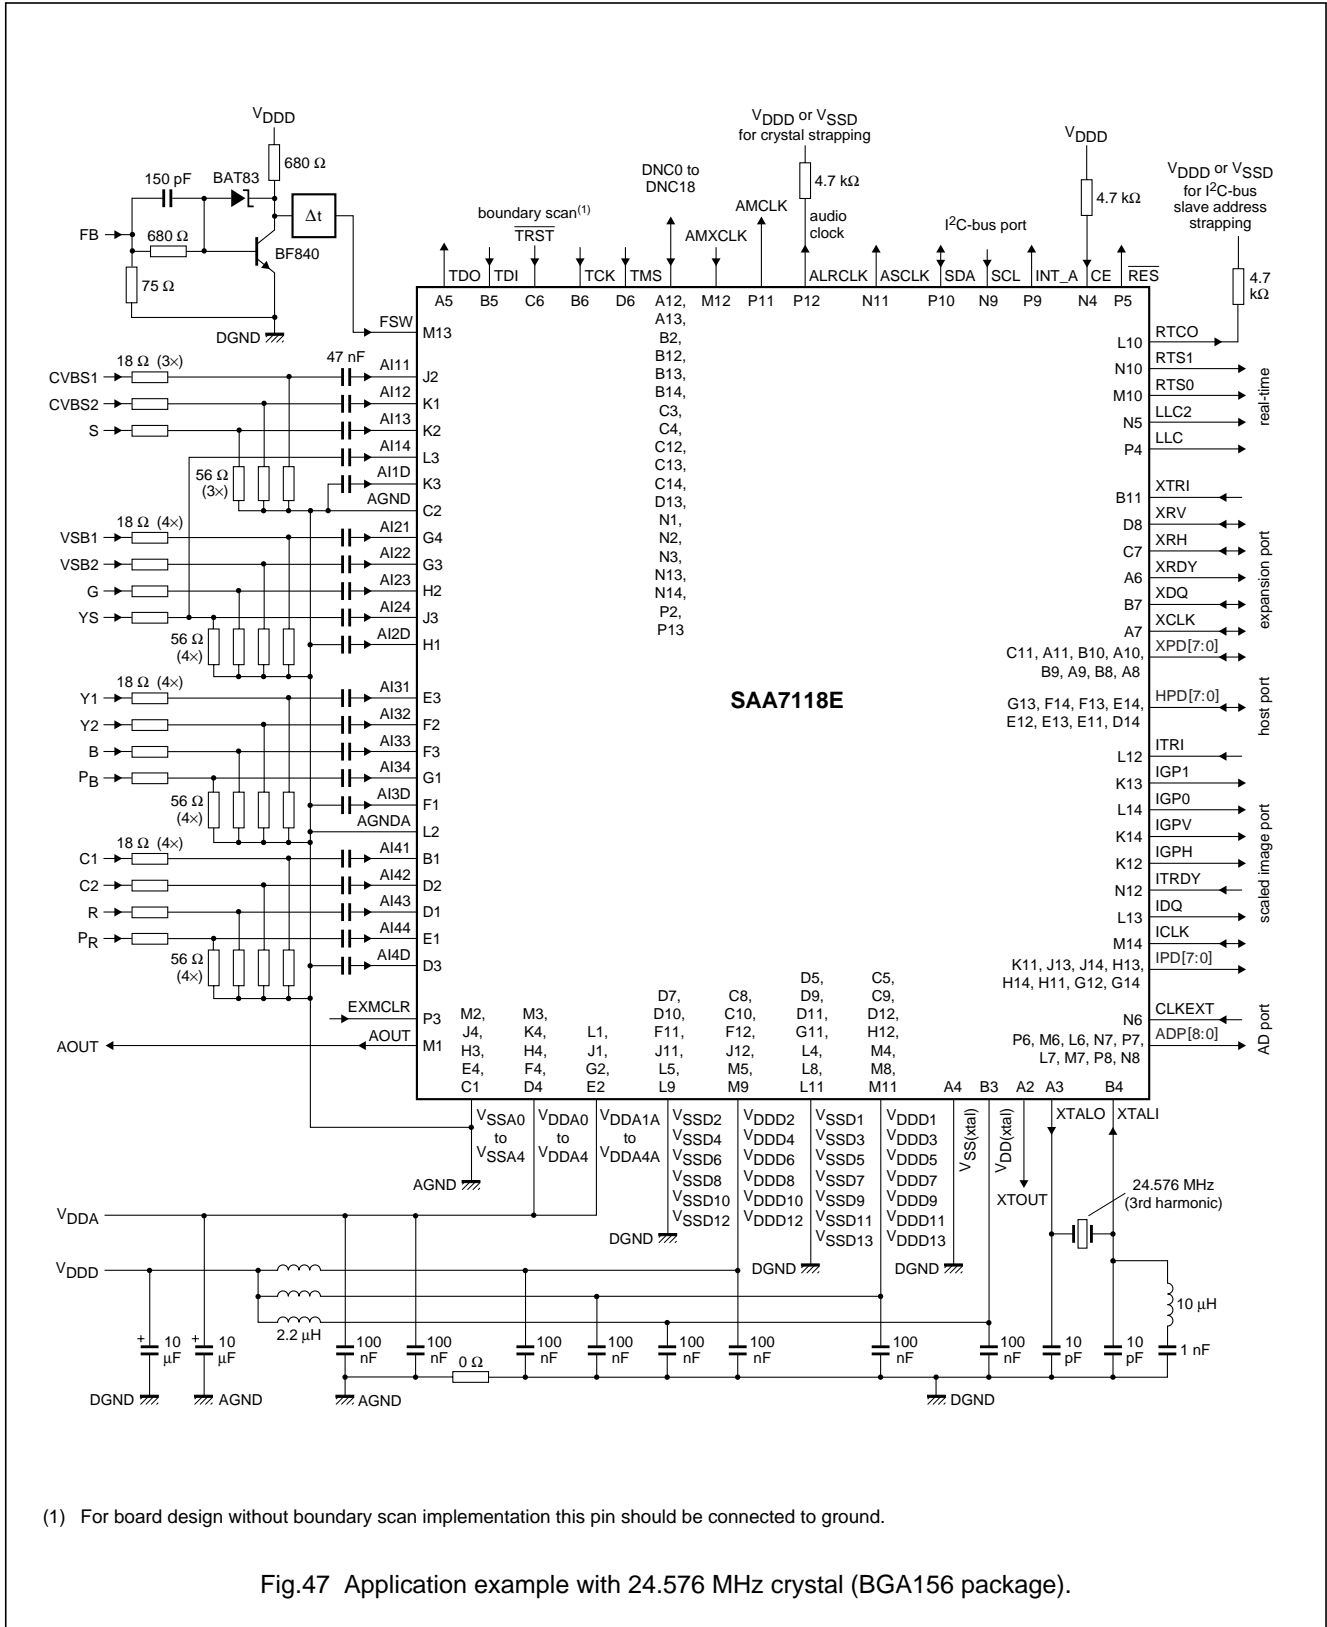 VDDD
680 Ω
150 pF
BAT83
Δt
FB
680 Ω
BF840
75 Ω
DGND
VDDD or VSSD
for crystal strapping
4.7 kΩ
audio
clock
DNC0 to
DNC18
AMCLK
AMXCLK
boundary scan(1)
TRST
TDO
TDI
TCK
TMS
ALRCLK
ASCLK
I2C-bus port
SDA
SCL
INT_A
VDDD
4.7 kΩ
CE
RES
VDDD or VSSD
for I2C-bus
slave address
strapping
4.7
kΩ
A5
B5
C6
B6
D6
A12,
A13,
B2,
B12,
B13,
B14,
C3,
C4,
C12,
C13,
C14,
D13,
N1,
N2,
N3,
N13,
N14,
P2,
P13
M12
P11
P12
N11
P10
N9
P9
N4
P5
FSW
M13
CVBS1
18 Ω (3×)
47 nF
AI11
J2
CVBS2
AI12
K1
S
AI13
K2
AI14
L3
56 Ω
(3×)
AI1D
K3
AGND
C2
VSB1
18 Ω (4×)
AI21
G4
VSB2
AI22
G3
G
AI23
H2
YS
AI24
J3
56 Ω
(4×)
AI2D
H1
Y1
18 Ω (4×)
AI31
E3
Y2
AI32
F2
B
AI33
F3
PB
AI34
G1
56 Ω
(4×)
AI3D
F1
AGNDA
L2
C1
18 Ω (4×)
AI41
B1
C2
AI42
D2
R
AI43
D1
PR
AI44
E1
56 Ω
(4×)
AI4D
D3
EXMCLR
P3
AOUT
AOUT
M1
SAA7118E
L10
RTCO
N10
RTS1
M10
RTS0
N5
LLC2
P4
LLC
real-time
B11
XTRI
D8
XRV
C7
XRH
A6
XRDY
B7
XDQ
A7
XCLK
C11, A11, B10, A10,
B9, A9, B8, A8
XPD[7:0]
expansion port
G13, F14, F13, E14,
E12, E13, E11, D14
HPD[7:0]
host port
L12
ITRI
K13
IGP1
L14
IGP0
K14
IGPV
K12
IGPH
N12
ITRDY
L13
IDQ
M14
ICLK
K11, J13, J14, H13,
H14, H11, G12, G14
IPD[7:0]
scaled image port
N6
CLKEXT
P6, M6, L6, N7, P7,
L7, M7, P8, N8
ADP[8:0]
AD port
M2,
J4,
H3,
E4,
C1
M3,
K4,
H4,
F4,
D4
L1,
J1,
G2,
E2
D7,
D10,
F11,
J11,
L5,
L9
C8,
C10,
F12,
J12,
M5,
M9
D5,
D9,
D11,
G11,
L4,
L8,
L11
C5,
C9,
D12,
H12,
M4,
M8,
M11
A4
B3
A2
A3
B4
VSSA0
to
VSSA4
VDDA0
to
VDDA4
VDDA1A
to
VDDA4A
VSSD2
VSSD4
VSSD6
VSSD8
VSSD10
VSSD12
VDDD2
VDDD4
VDDD6
VDDD8
VDDD10
VDDD12
VSSD1
VSSD3
VSSD5
VSSD7
VSSD9
VSSD11
VSSD13
VDDD1
VDDD3
VDDD5
VDDD7
VDDD9
VDDD11
VDDD13
VSS(xtal)
VDD(xtal)
XTOUT
XTALO
XTALI
24.576 MHz
(3rd harmonic)
AGND
DGND
DGND
DGND
VDDA
VDDD
2.2 µH
10 µH
10
µF
10
µF
100
nF
100
nF
0 Ω
100
nF
100
nF
100
nF
100
nF
100
nF
100
nF
10
pF
10
pF
1 nF
DGND
AGND
AGND
DGND
(1) For board design without boundary scan implementation this pin should be connected to ground.
Fig.47 Application example with 24.576 MHz crystal (BGA156 package).